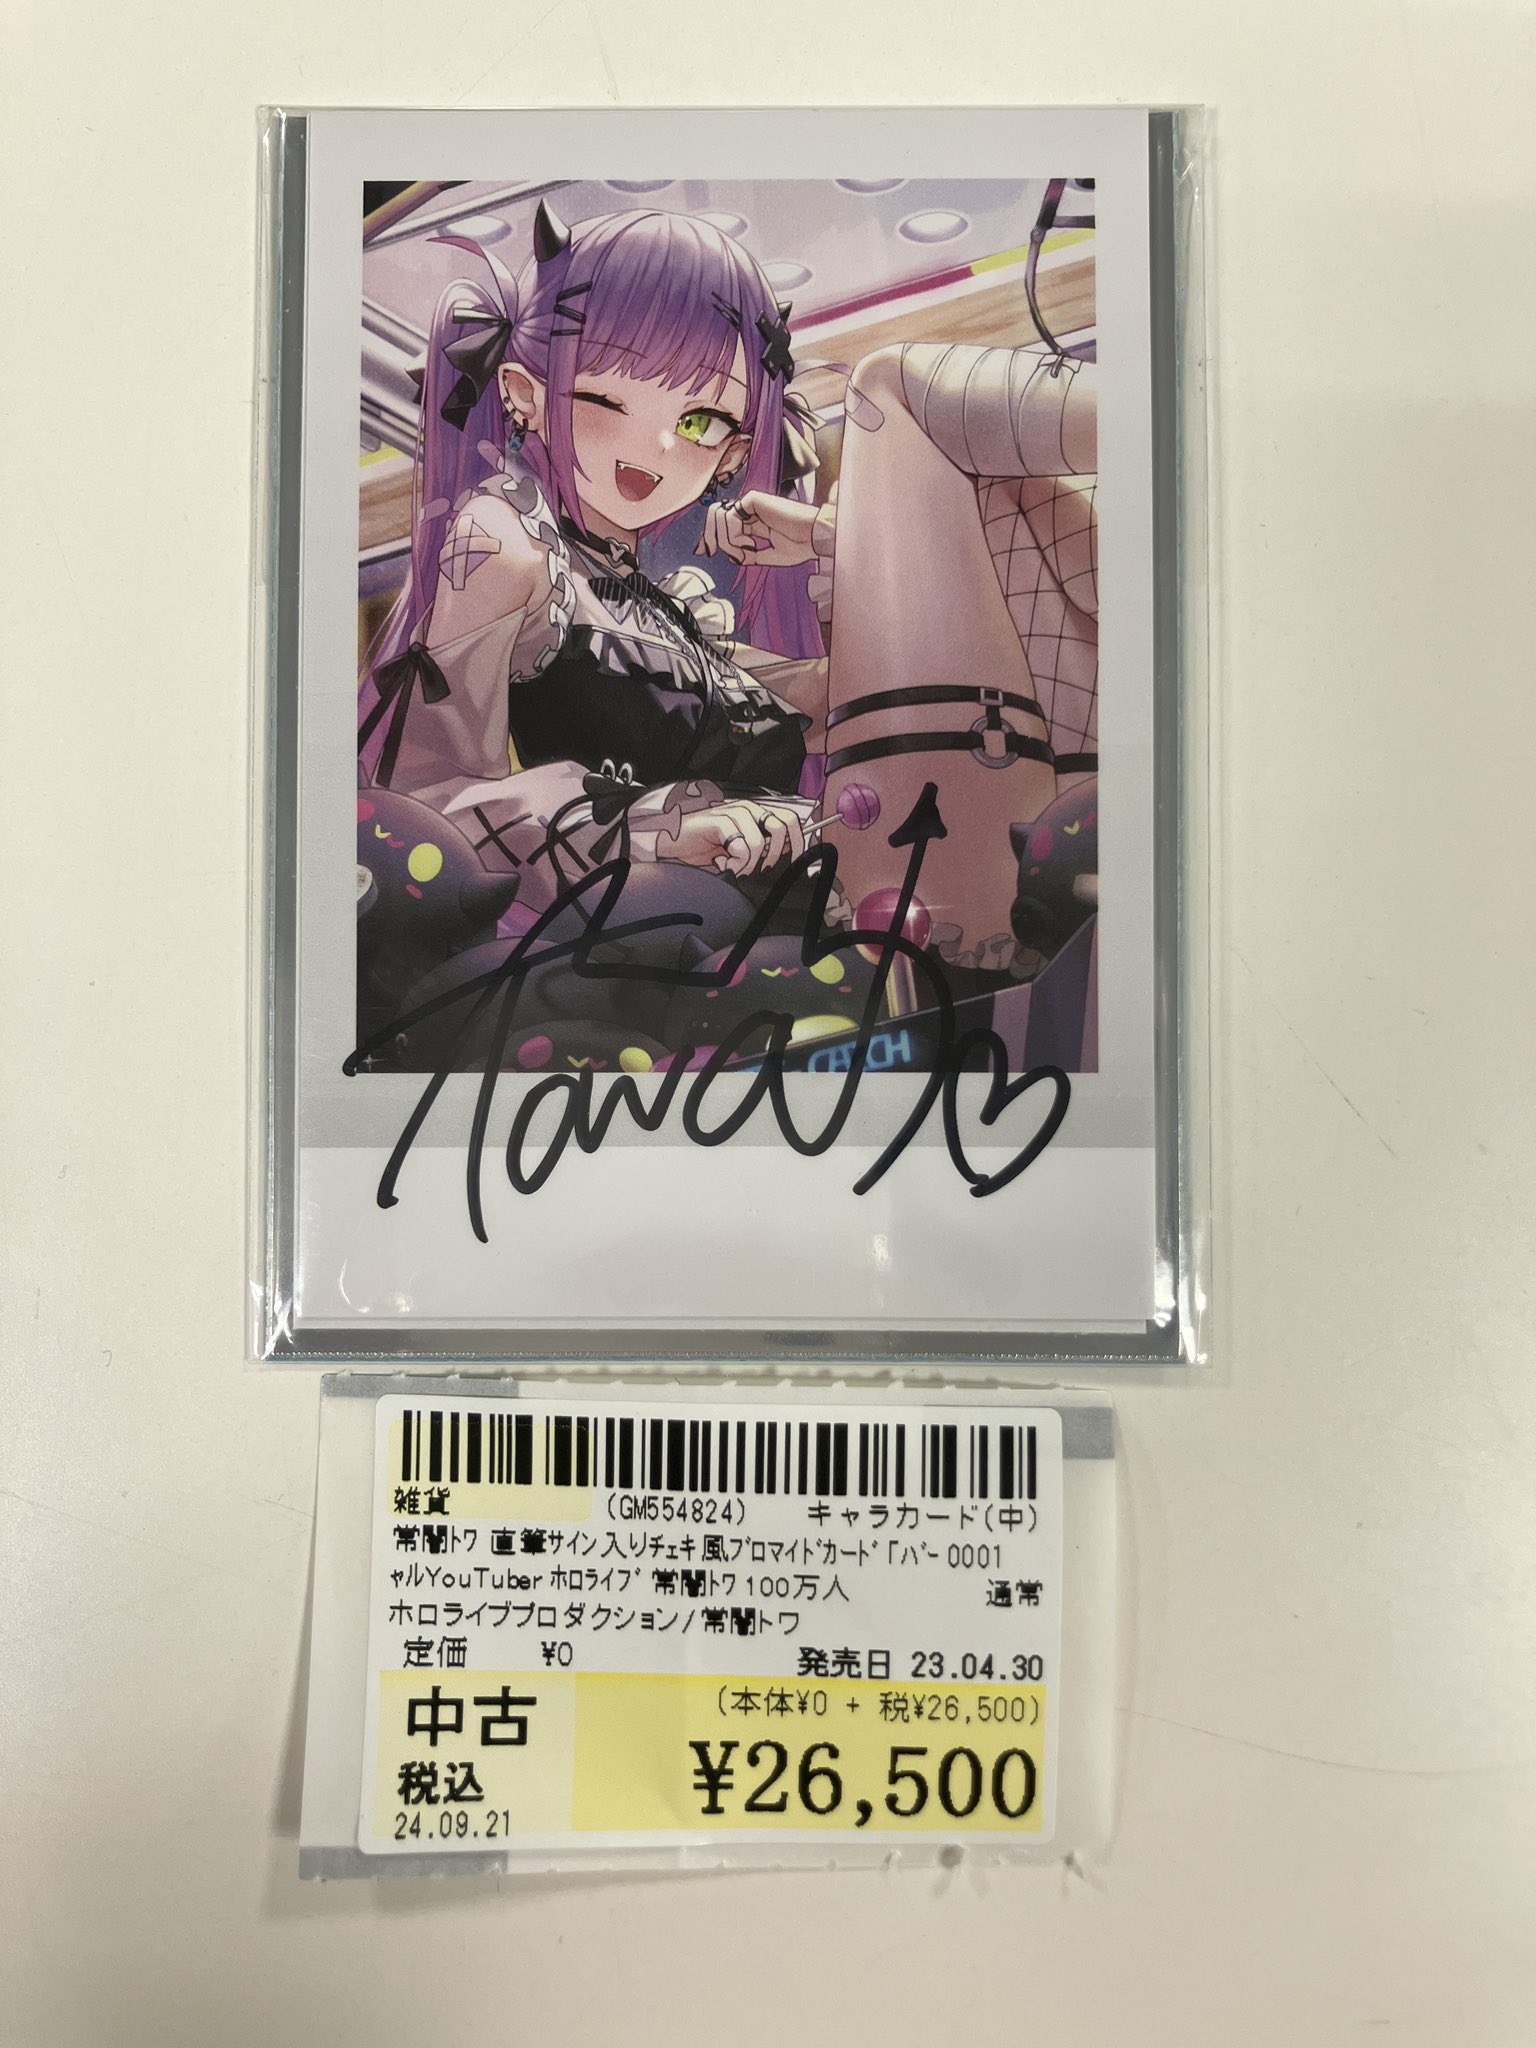 CATCH
Towa
雑貨 (GM554824) キャラカード(中)
常闇トワ 直筆サイン入りチェキ風ブロマイドカード「バー 0001
ャルYouTuber ホロライブ 常闇トワ100万人 通常
ホロライブプロダクション/常闇トワ
定価 ¥0 発売日 23.04.30
中古 (本体¥0 + 税¥26,500)
税込 ¥26,500
24.09.21